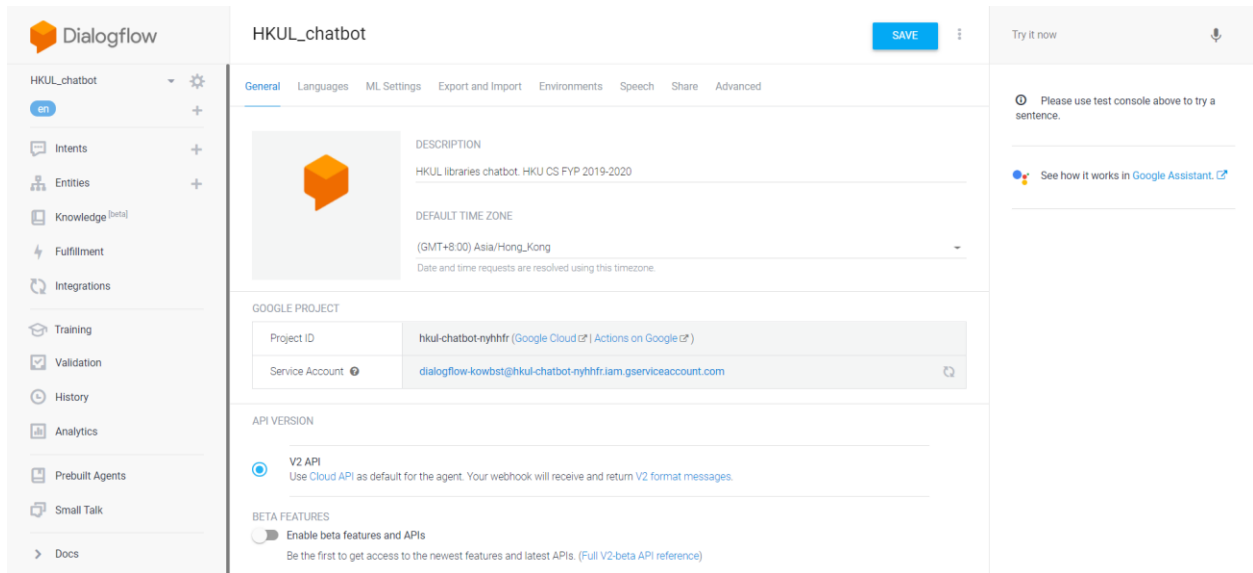 Dialogflow
HKUL_chatbot
en
Intents
Entities
Knowledge [beta]
Fulfillment
Integrations
Training
Validation
History
Analytics
Prebuilt Agents
Small Talk
Docs
HKUL_chatbot
SAVE
General Languages ML Settings Export and Import Environments Speech Share Advanced
DESCRIPTION
HKUL libraries chatbot. HKU CS FYP 2019-2020
DEFAULT TIME ZONE
(GMT+8:00) Asia/Hong_Kong
Date and time requests are resolved using this timezone.
GOOGLE PROJECT
Project ID hkul-chatbot-nyhhfr (Google Cloud | Actions on Google )
Service Account dialogflow-kowbst@hkul-chatbot-nyhhfr.iam.gserviceaccount.com
API VERSION
V2 API
Use Cloud API as default for the agent. Your webhook will receive and return V2 format messages.
BETA FEATURES
Enable beta features and APIs
Be the first to get access to the newest features and latest APIs. (Full V2-beta API reference)
Try it now
Please use test console above to try a
sentence.
See how it works in Google Assistant.